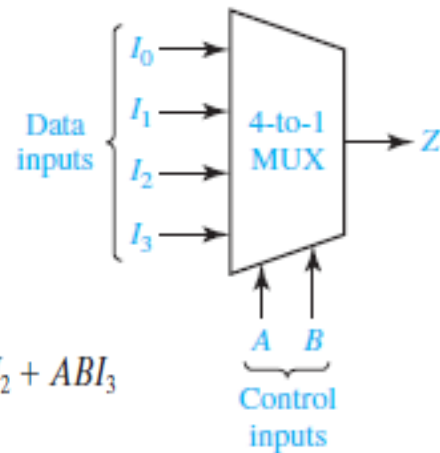 I₀
I₁
Data inputs
I₂
I₃
4-to-1
MUX
Z
A B
₂ + ABI₃
Control
inputs